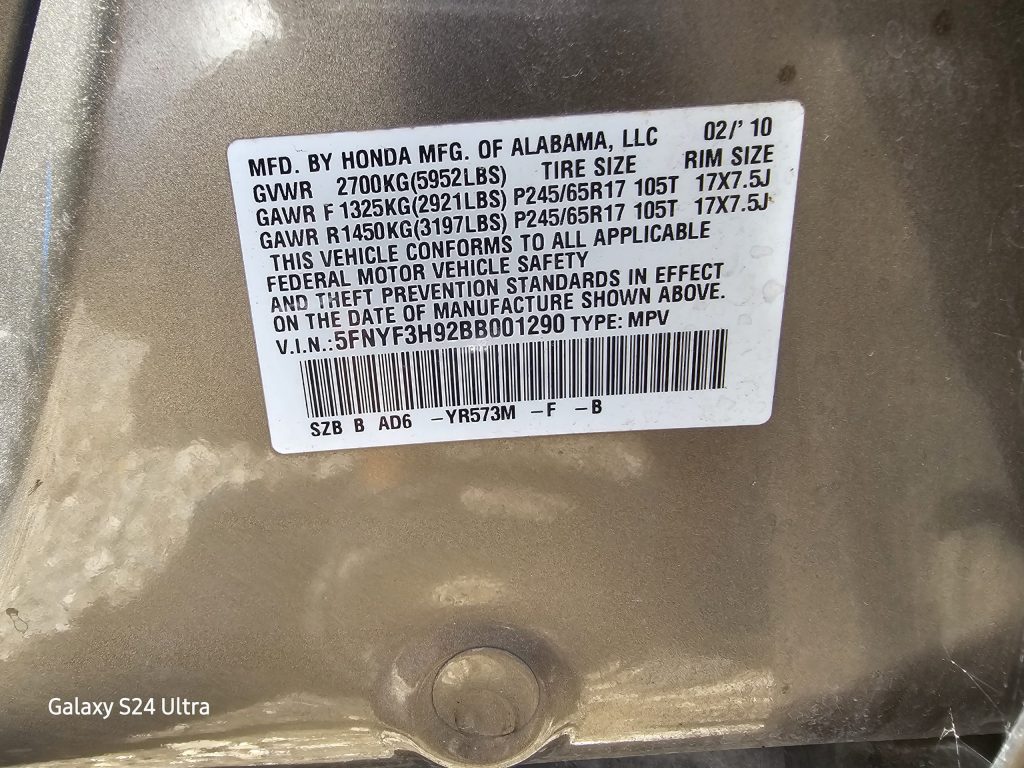 MFD. BY HONDA MFG. OF ALABAMA, LLC 02/' 10
GVWR 2700KG(5952LBS) TIRE SIZE RIM SIZE
GAWR F 1325KG(2921LBS) P245/65R17 105T 17X7.5J
GAWR R1450KG(3197LBS) P245/65R17 105T 17X7.5J
THIS VEHICLE CONFORMS TO ALL APPLICABLE
FEDERAL MOTOR VEHICLE SAFETY
AND THEFT PREVENTION STANDARDS IN EFFECT
ON THE DATE OF MANUFACTURE SHOWN ABOVE.
V.I.N.:5FNYF3H92BB001290 TYPE: MPV
SZB B AD6 -YR573M -F -B
Galaxy S24 Ultra